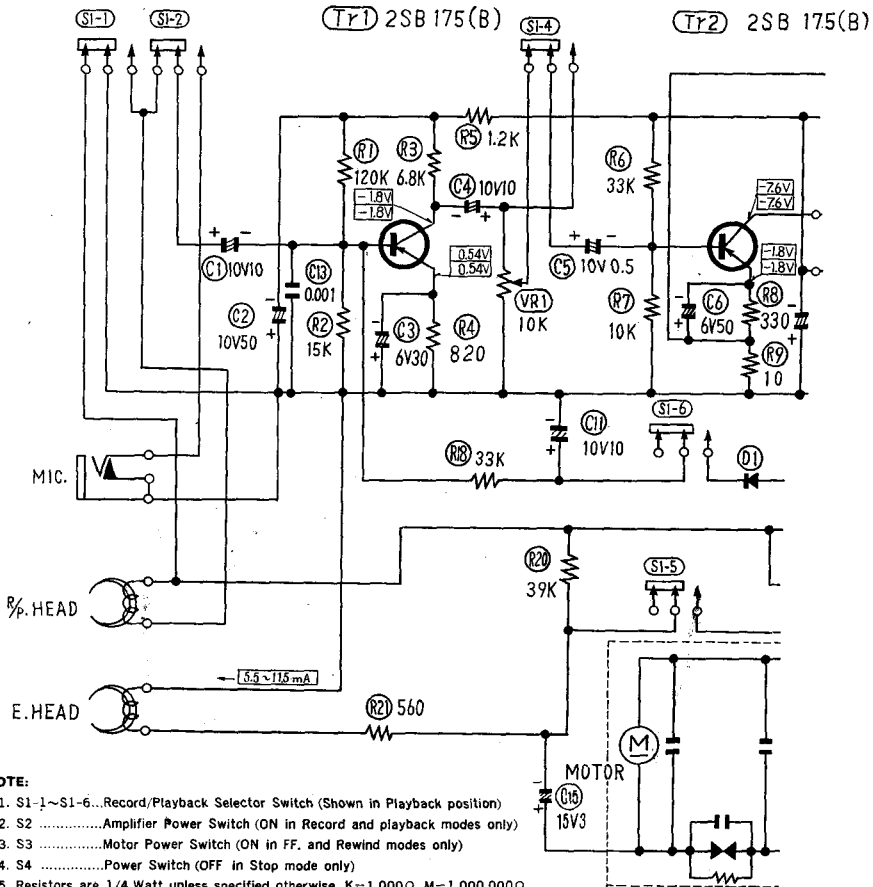 S1-1
S1-2
Tr1 2SB 175(B)
S1-4
Tr2 2SB 175(B)
R5 1.2K
R1
120K
R3
6.8K
C4 10V10
R6
33K
-1.8V
-1.8V
-7.6V
-7.6V
+ -
C1 10V10
C13
0.001
0.54V
0.54V
- +
VR1
10K
+ -
C5 10V 0.5
-1.8V
-1.8V
C2
10V50
- +
R2
15K
- +
C3
6V30
R4
820
R7
10K
- +
C6
6V50
R8
330
R9
10
- +
S1-6
C11
10V10
- +
MIC.
R18 33K
D1
R20
39K
S1-5
R/P. HEAD
5.5~11.5 mA
E. HEAD
R21 560
M
MOTOR
- +
C15
15V3
OTE:
1. S1-1~S1-6...Record/Playback Selector Switch (Shown in Playback position)
2. S2 ..............Amplifier Power Switch (ON in Record and playback modes only)
3. S3 ..............Motor Power Switch (ON in FF. and Rewind modes only)
4. S4 ..............Power Switch (OFF in Stop mode only)
5. Resistors are 1/4 Watt unless specified otherwise. K=1,000Ω, M=1,000,000Ω